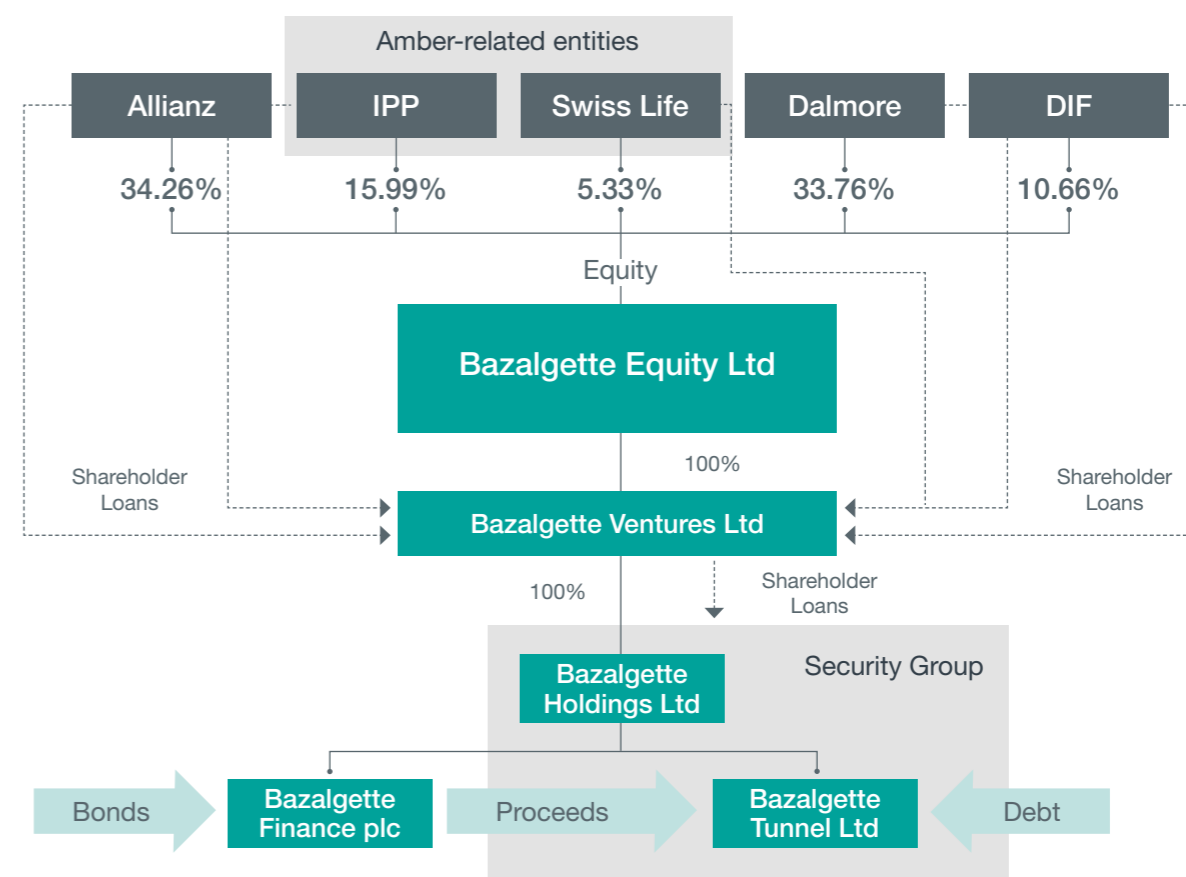 Amber-related entities
Allianz
IPP
Swiss Life
Dalmore
DIF
34.26%
15.99%
5.33%
33.76%
10.66%
Equity
Bazalgette Equity Ltd
100%
Shareholder
Loans
Shareholder
Loans
Bazalgette Ventures Ltd
100%
Shareholder
Loans
Security Group
Bazalgette
Holdings Ltd
Bonds
Bazalgette
Finance plc
Proceeds
Bazalgette
Tunnel Ltd
Debt